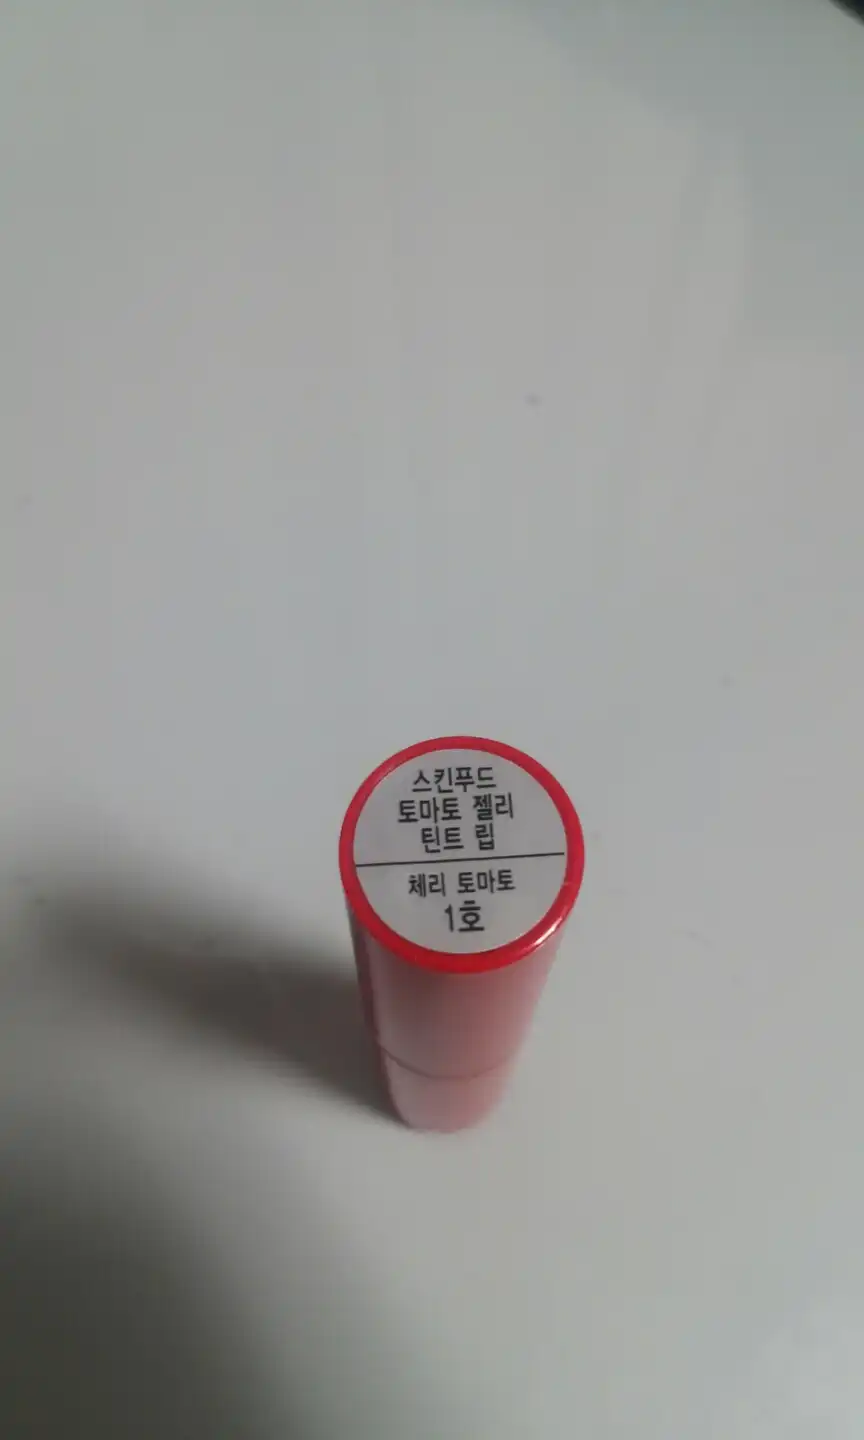 스킨푸드
토마토 젤리
틴트 립
체리 토마토
1호